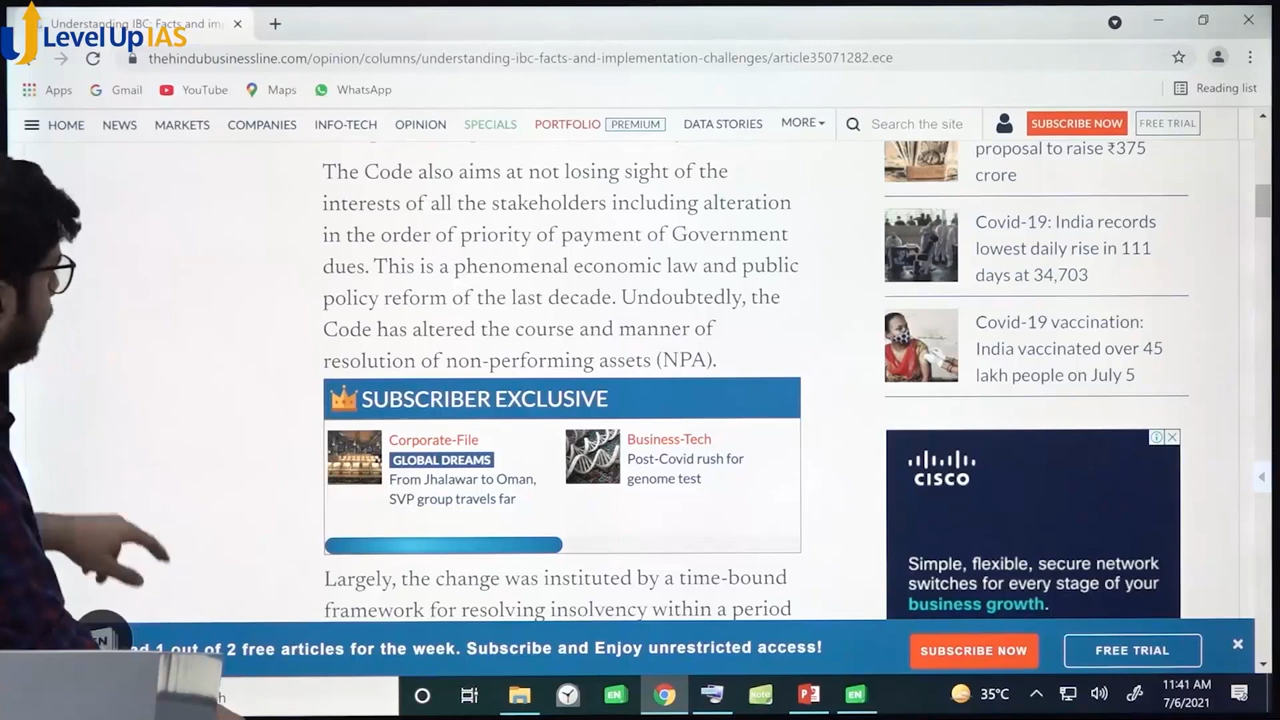 Understanding IBC: Facts and im
LevelUp IAS
thehindubusinessline.com/opinion/columns/understanding-ibc-facts-and-implementation-challenges/article35071282.ece
Apps Gmail YouTube Maps WhatsApp Reading list
HOME NEWS MARKETS COMPANIES INFO-TECH OPINION SPECIALS PORTFOLIO PREMIUM DATA STORIES MORE Search the site SUBSCRIBE NOW FREE TRIAL
The Code also aims at not losing sight of the
interests of all the stakeholders including alteration
in the order of priority of payment of Government
dues. This is a phenomenal economic law and public
policy reform of the last decade. Undoubtedly, the
Code has altered the course and manner of
resolution of non-performing assets (NPA).
SUBSCRIBER EXCLUSIVE
Corporate-File
GLOBAL DREAMS
From Jhalawar to Oman,
SVP group travels far
Business-Tech
Post-Covid rush for
genome test
Largely, the change was instituted by a time-bound
framework for resolving insolvency within a period
proposal to raise ₹375
crore
Covid-19: India records
lowest daily rise in 111
days at 34,703
Covid-19 vaccination:
India vaccinated over 45
lakh people on July 5
CISCO
Simple, flexible, secure network
switches for every stage of your
business growth.
1 out of 2 free articles for the week. Subscribe and Enjoy unrestricted access!
SUBSCRIBE NOW FREE TRIAL
EN note EN 35°C
11:41 AM
7/6/2021